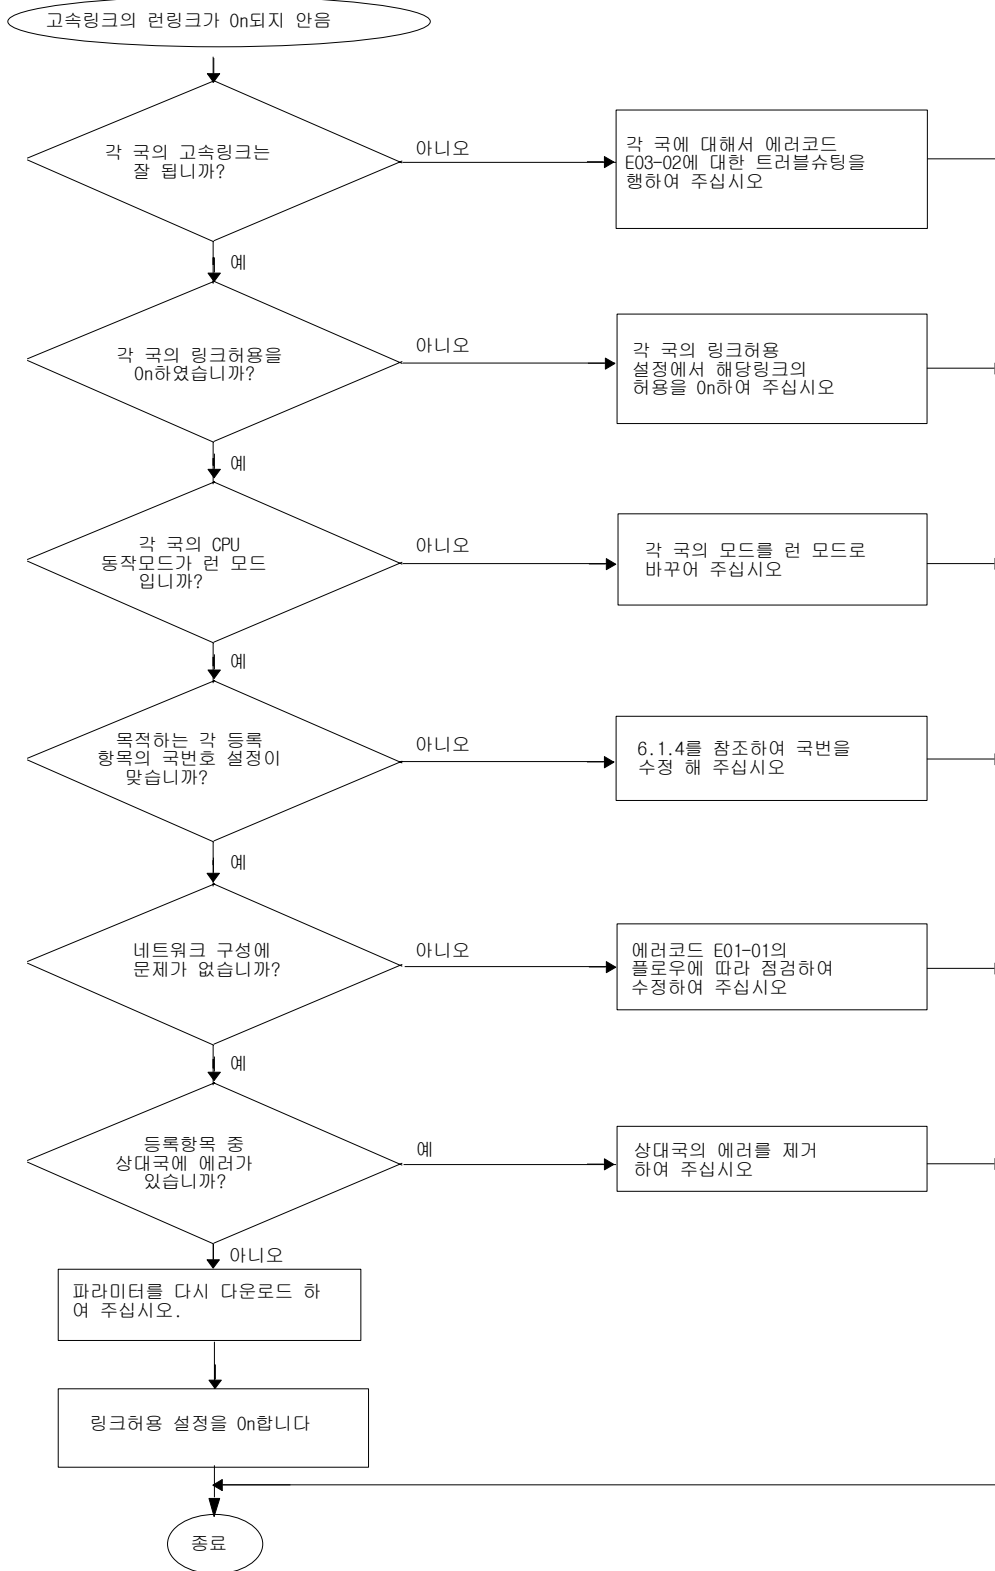 고속링크의 런링크가 On되지 안음
각 국의 고속링크는
잘 됩니까?
아니오
각 국에 대해서 에러코드
E03-02에 대한 트러블슈팅을
행하여 주십시오
예
각 국의 링크허용을
On하였습니까?
아니오
각 국의 링크허용
설정에서 해당링크의
허용을 On하여 주십시오
예
각 국의 CPU
동작모드가 런 모드
입니까?
아니오
각 국의 모드를 런 모드로
바꾸어 주십시오
예
목적하는 각 등록
항목의 국번호 설정이
맞습니까?
아니오
6.1.4를 참조하여 국번을
수정 해 주십시오
예
네트워크 구성에
문제가 없습니까?
아니오
에러코드 E01-01의
플로우에 따라 점검하여
수정하여 주십시오
예
등록항목 중
상대국에 에러가
있습니까?
예
상대국의 에러를 제거
하여 주십시오
아니오
파라미터를 다시 다운로드 하
여 주십시오.
링크허용 설정을 On합니다
종료